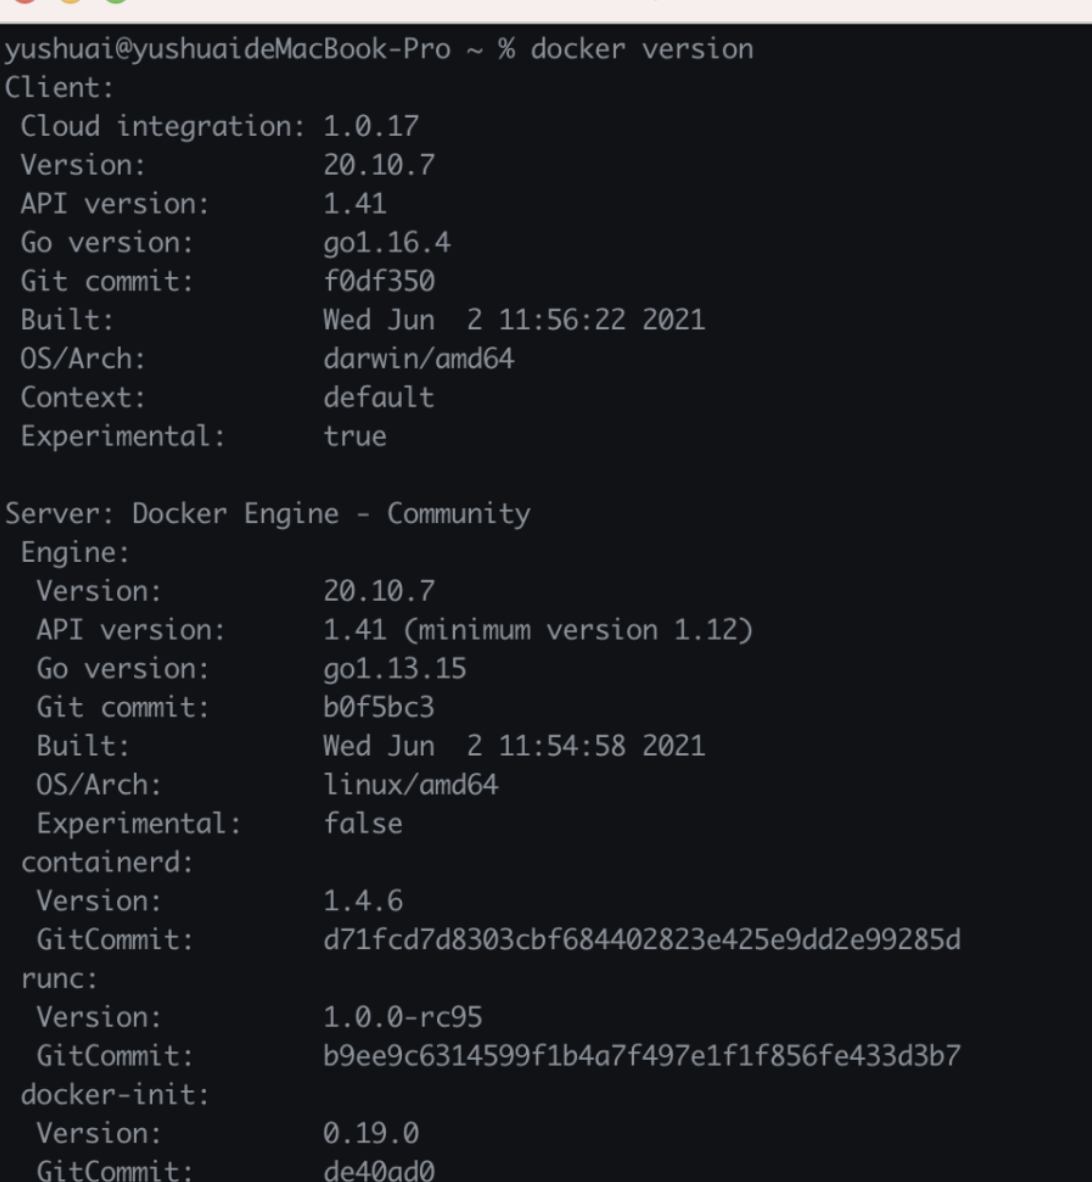 yushuai@yushuaideMacBook-Pro ~ % docker version
Client:
 Cloud integration: 1.0.17
 Version:           20.10.7
 API version:       1.41
 Go version:        go1.16.4
 Git commit:        f0df350
 Built:             Wed Jun  2 11:56:22 2021
 OS/Arch:           darwin/amd64
 Context:           default
 Experimental:      true

Server: Docker Engine - Community
 Engine:
  Version:          20.10.7
  API version:      1.41 (minimum version 1.12)
  Go version:       go1.13.15
  Git commit:       b0f5bc3
  Built:            Wed Jun  2 11:54:58 2021
  OS/Arch:          linux/amd64
  Experimental:     false
 containerd:
  Version:          1.4.6
  GitCommit:        d71fcd7d8303cbf684402823e425e9dd2e99285d
 runc:
  Version:          1.0.0-rc95
  GitCommit:        b9ee9c6314599f1b4a7f497e1f1f856fe433d3b7
 docker-init:
  Version:          0.19.0
  GitCommit:        de40ad0